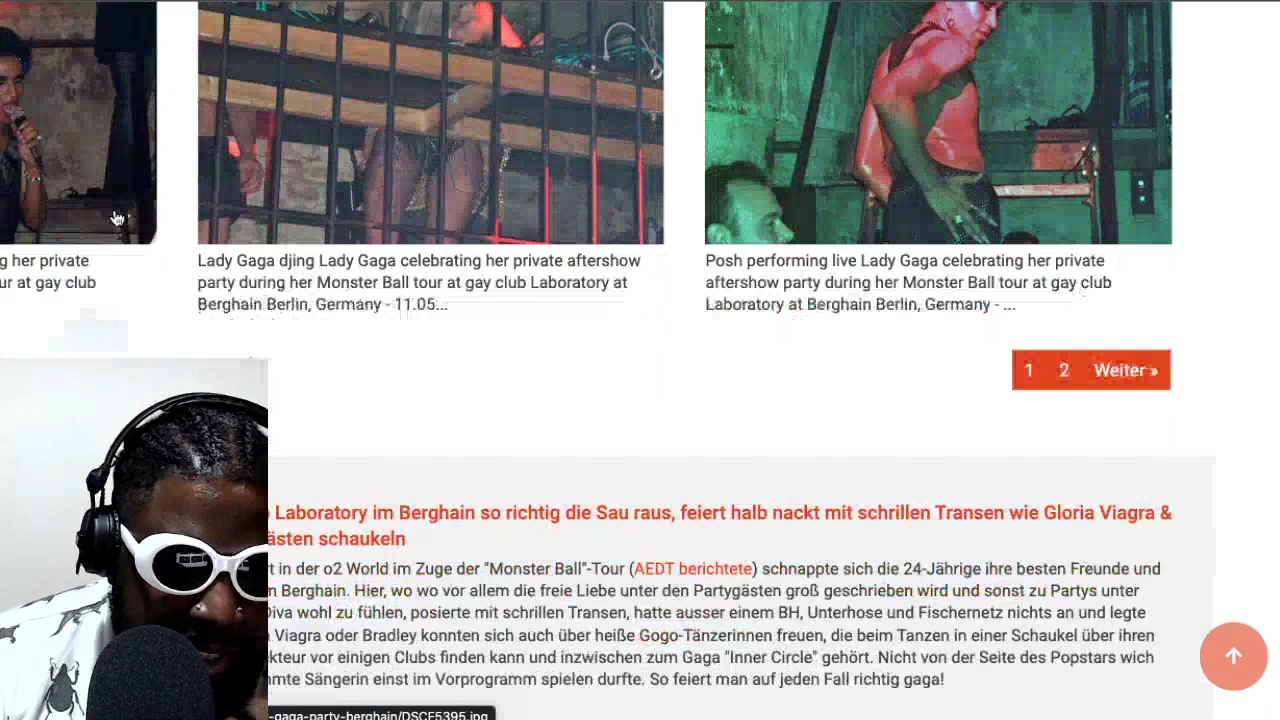 g her private
ur at gay club
Lady Gaga djing Lady Gaga celebrating her private aftershow
party during her Monster Ball tour at gay club Laboratory at
Berghain Berlin, Germany - 11.05...
Posh performing live Lady Gaga celebrating her private
aftershow party during her Monster Ball tour at gay club
Laboratory at Berghain Berlin, Germany - ...
1 2 Weiter »
Laboratory im Berghain so richtig die Sau raus, feiert halb nackt mit schrillen Transen wie Gloria Viagra &
ästen schaukeln
rt in der o2 World im Zuge der "Monster Ball"-Tour (AEDT berichtete) schnappte sich die 24-Jährige ihre besten Freunde und
n Berghain. Hier, wo wo vor allem die freie Liebe unter den Partygästen groß geschrieben wird und sonst zu Partys unter
Diva wohl zu fühlen, posierte mit schrillen Transen, hatte ausser einem BH, Unterhose und Fischernetz nichts an und legte
Viagra oder Bradley konnten sich auch über heiße Gogo-Tänzerinnen freuen, die beim Tanzen in einer Schaukel über ihren
ekteur vor einigen Clubs finden kann und inzwischen zum Gaga "Inner Circle" gehört. Nicht von der Seite des Popstars wich
mmte Sängerin einst im Vorprogramm spielen durfte. So feiert man auf jeden Fall richtig gaga!
-gaga-party-berghain/DSCF5395.jpg